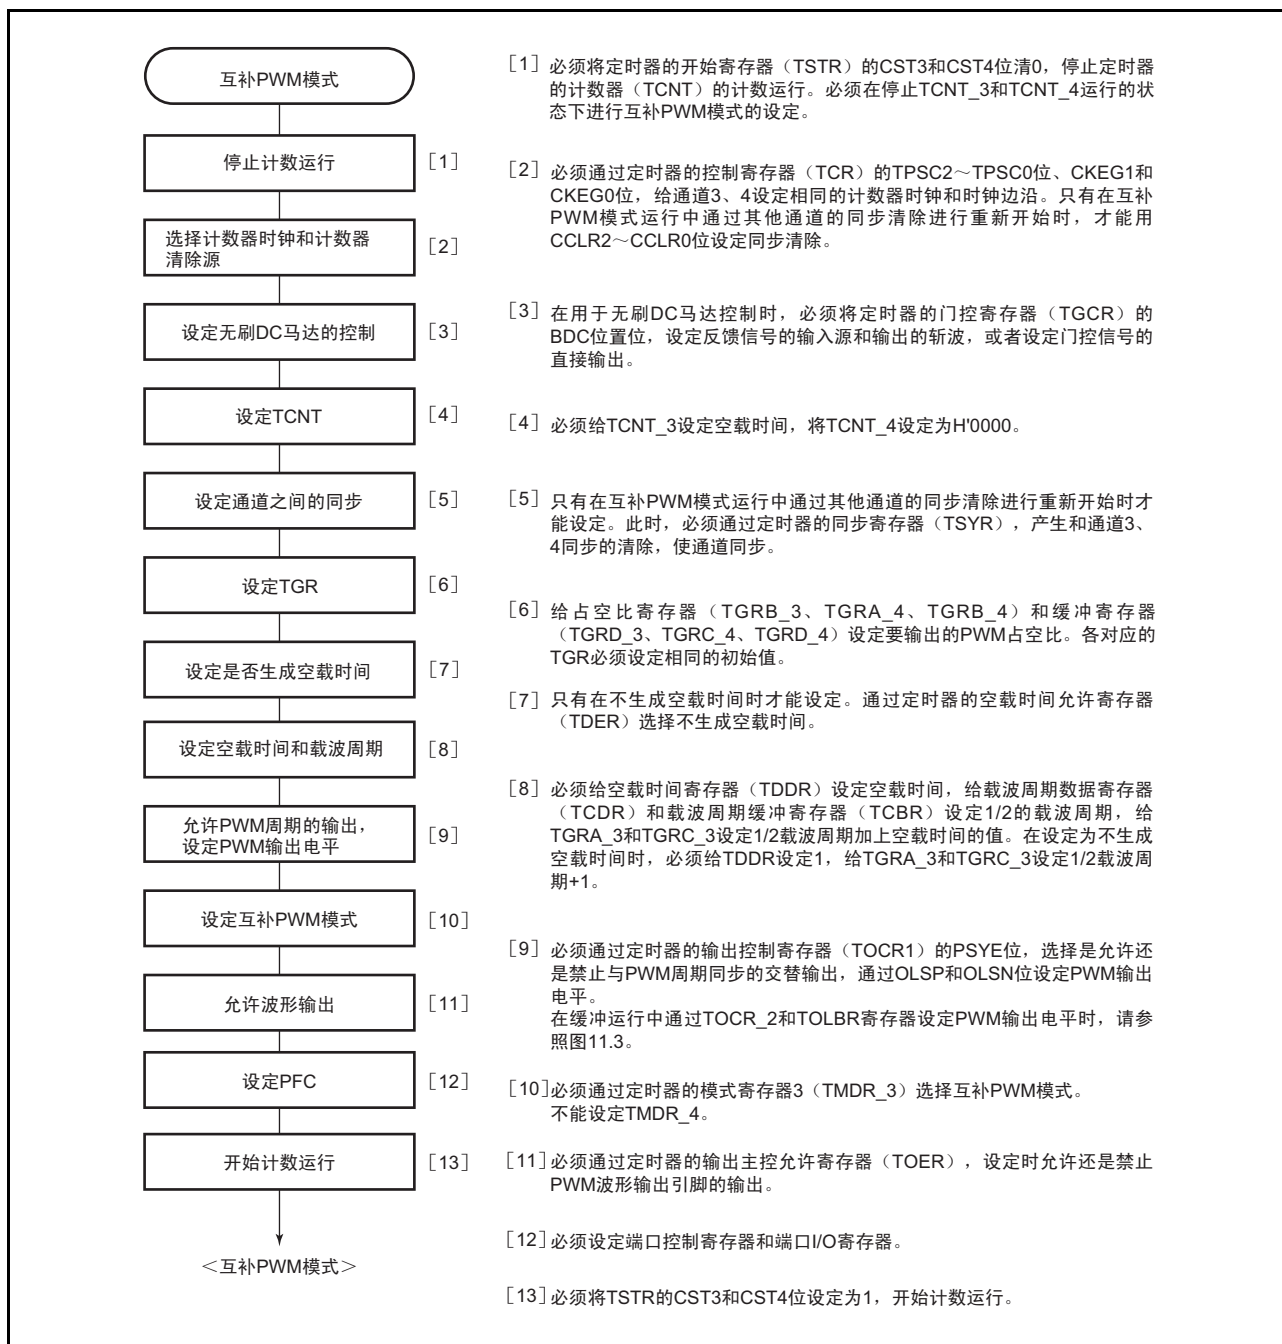 互补PWM模式
停止计数运行
[1]
选择计数器时钟和计数器
清除源
[2]
设定无刷DC马达的控制
[3]
设定TCNT
[4]
设定通道之间的同步
[5]
设定TGR
[6]
设定是否生成空载时间
[7]
设定空载时间和载波周期
[8]
允许PWM周期的输出，
设定PWM输出电平
[9]
设定互补PWM模式
[10]
允许波形输出
[11]
设定PFC
[12]
开始计数运行
[13]
＜互补PWM模式＞
[1] 必须将定时器的开始寄存器（TSTR）的CST3和CST4位清0，停止定时器
的计数器（TCNT）的计数运行。必须在停止TCNT_3和TCNT_4运行的状
态下进行互补PWM模式的设定。
[2] 必须通过定时器的控制寄存器（TCR）的TPSC2～TPSC0位、CKEG1和
CKEG0位，给通道3、4设定相同的计数器时钟和时钟边沿。只有在互补
PWM模式运行中通过其他通道的同步清除进行重新开始时，才能用
CCLR2～CCLR0位设定同步清除。
[3] 在用于无刷DC马达控制时，必须将定时器的门控寄存器（TGCR）的
BDC位置位，设定反馈信号的输入源和输出的斩波，或者设定门控信号的
直接输出。
[4] 必须给TCNT_3设定空载时间，将TCNT_4设定为H'0000。
[5] 只有在互补PWM模式运行中通过其他通道的同步清除进行重新开始时才
能设定。此时，必须通过定时器的同步寄存器（TSYR），产生和通道3、
4同步的清除，使通道同步。
[6] 给占空比寄存器（TGRB_3、TGRA_4、TGRB_4）和缓冲寄存器
（TGRD_3、TGRC_4、TGRD_4）设定要输出的PWM占空比。各对应的
TGR必须设定相同的初始值。
[7] 只有在不生成空载时间时才能设定。通过定时器的空载时间允许寄存器
（TDER）选择不生成空载时间。
[8] 必须给空载时间寄存器（TDDR）设定空载时间，给载波周期数据寄存器
（TCDR）和载波周期缓冲寄存器（TCBR）设定1/2的载波周期，给
TGRA_3和TGRC_3设定1/2载波周期加上空载时间的值。在设定为不生成
空载时间时，必须给TDDR设定1，给TGRA_3和TGRC_3设定1/2载波周
期+1。
[9] 必须通过定时器的输出控制寄存器（TOCR1）的PSYE位，选择是允许还
是禁止与PWM周期同步的交替输出，通过OLSP和OLSN位设定PWM输出
电平。
在缓冲运行中通过TOCR_2和TOLBR寄存器设定PWM输出电平时，请参
照图11.3。
[10] 必须通过定时器的模式寄存器3（TMDR_3）选择互补PWM模式。
不能设定TMDR_4。
[11] 必须通过定时器的输出主控允许寄存器（TOER），设定时允许还是禁止
PWM波形输出引脚的输出。
[12] 必须设定端口控制寄存器和端口I/O寄存器。
[13] 必须将TSTR的CST3和CST4位设定为1，开始计数运行。